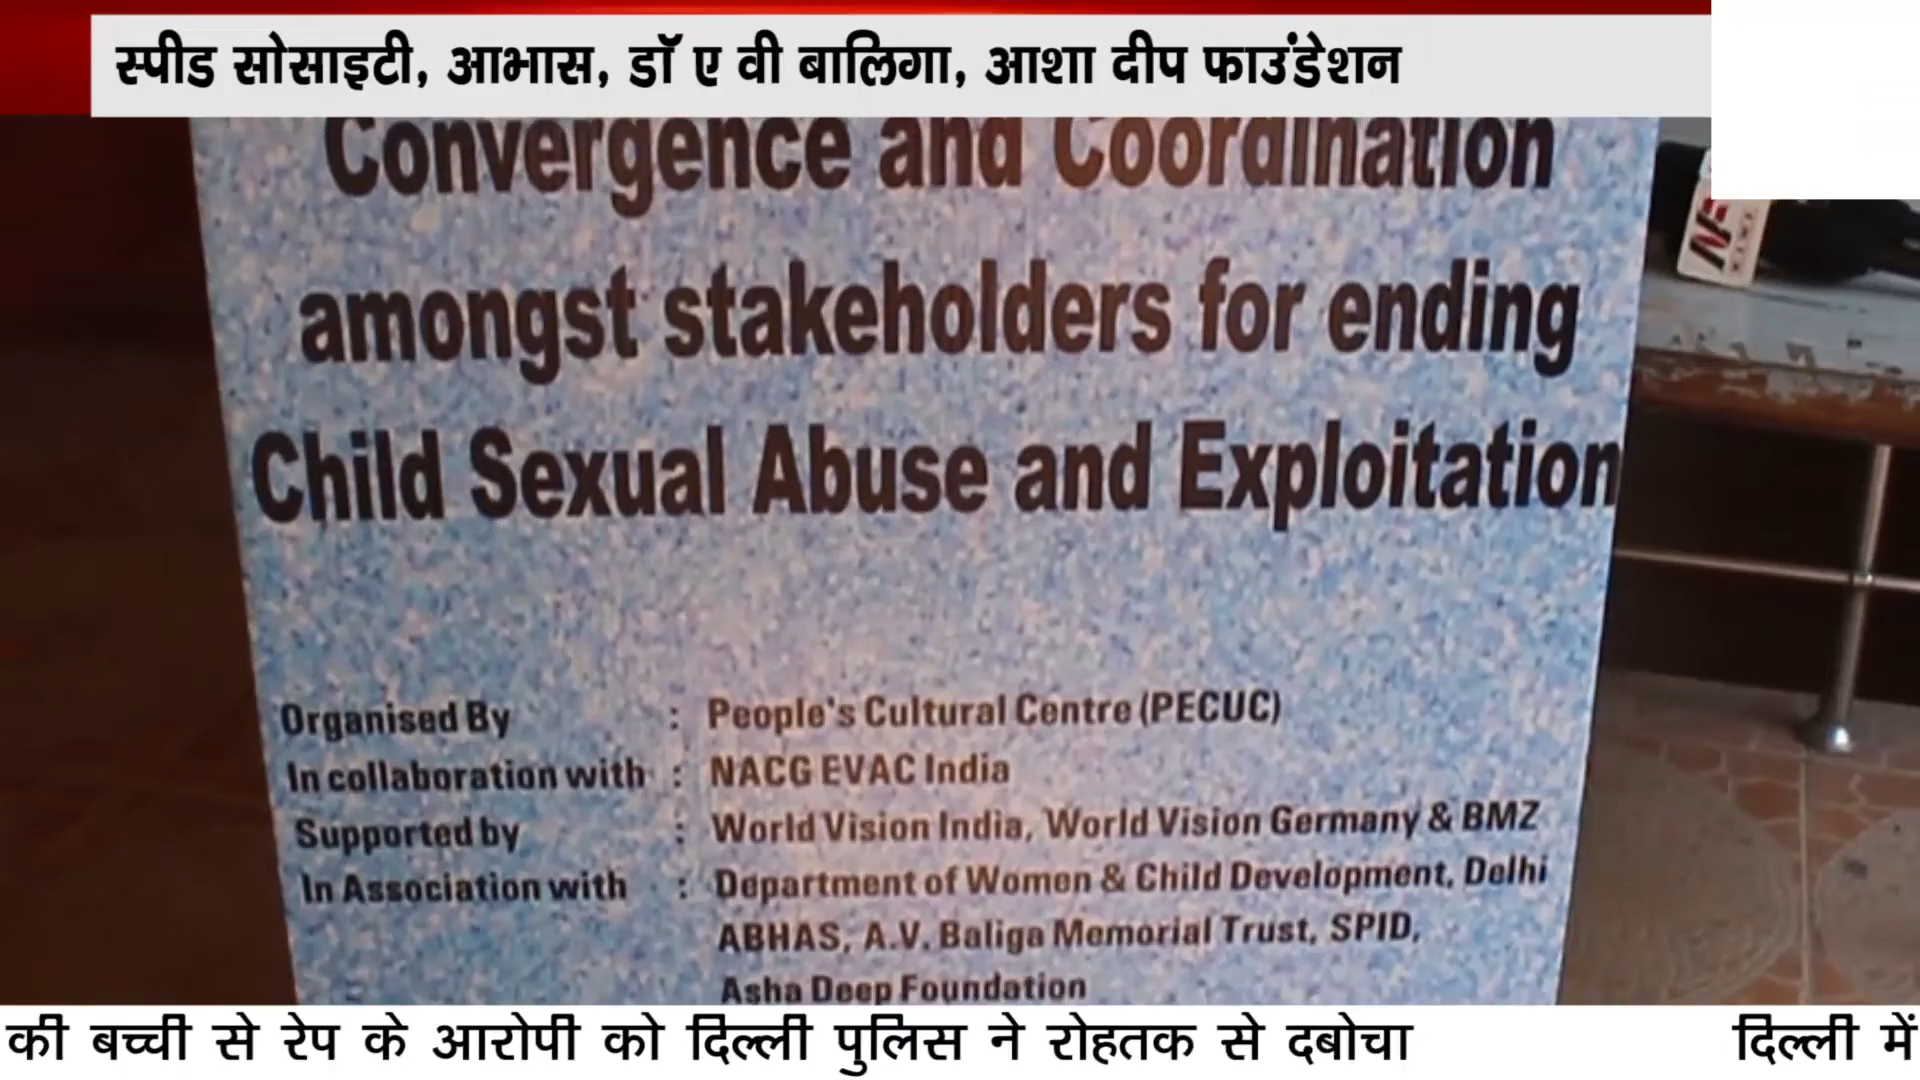 स्पीड सोसाइटी, आभास, डॉ ए वी बालिगा, आशा दीप फाउंडेशन
Convergence and Coordination
amongst stakeholders for ending
Child Sexual Abuse and Exploitation
Organised By : People's Cultural Centre (PECUC)
In collaboration with : NACG EVAC India
Supported by : World Vision India, World Vision Germany & BMZ
In Association with : Department of Women & Child Development, Delhi
ABHAS, A.V. Baliga Memorial Trust, SPID,
Asha Deep Foundation
की बच्ची से रेप के आरोपी को दिल्ली पुलिस ने रोहतक से दबोचा दिल्ली में